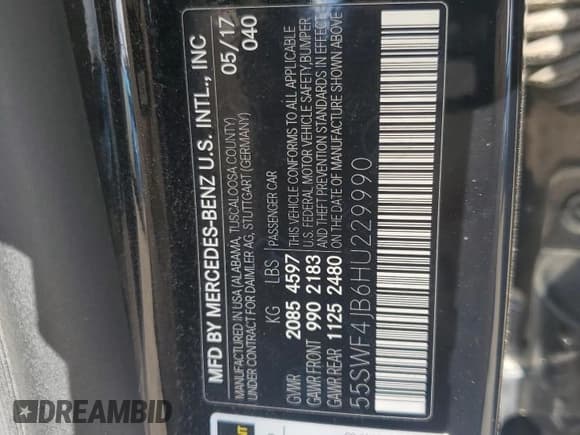 MFD BY MERCEDES-BENZ U.S. INTL., INC
05/17
MANUFACTURED IN USA (ALABAMA, TUSCALOOSA COUNTY)
040
UNDER CONTRACT FOR DAIMLER AG, STUTTGART (GERMANY)
KG LBS PASSENGER CAR
GVWR 2085 4597
GAWR FRONT 990 2183
GAWR REAR 1125 2480
THIS VEHICLE CONFORMS TO ALL APPLICABLE
U.S. FEDERAL MOTOR VEHICLE SAFETY,BUMPER,
AND THEFT PREVENTION STANDARDS IN EFFECT
ON THE DATE OF MANUFACTURE SHOWN ABOVE
55SWF4JB6HU229990
DREAMBID